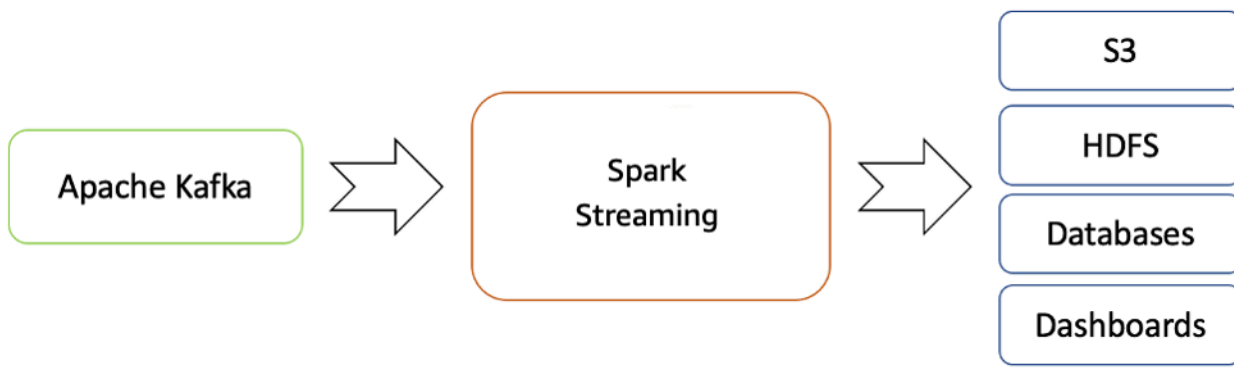 Apache Kafka
Spark
Streaming
S3
HDFS
Databases
Dashboards